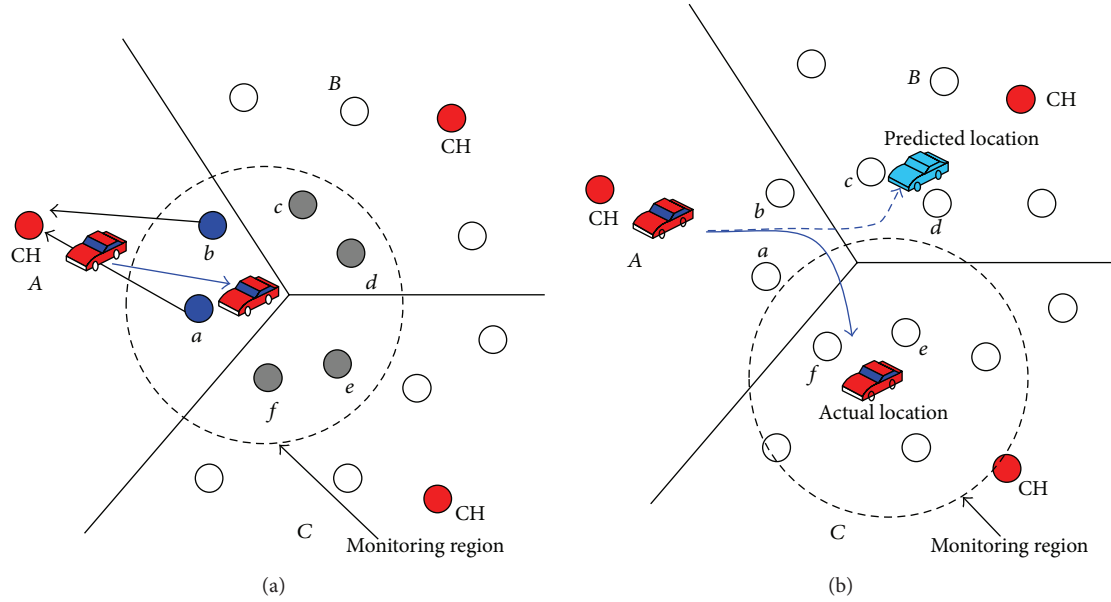 B
CH
c
b
CH
A
d
a
e
f
CH
C
Monitoring region
(a)
B
CH
Predicted location
c
CH
b
d
A
a
e
f
Actual location
CH
C
Monitoring region
(b)